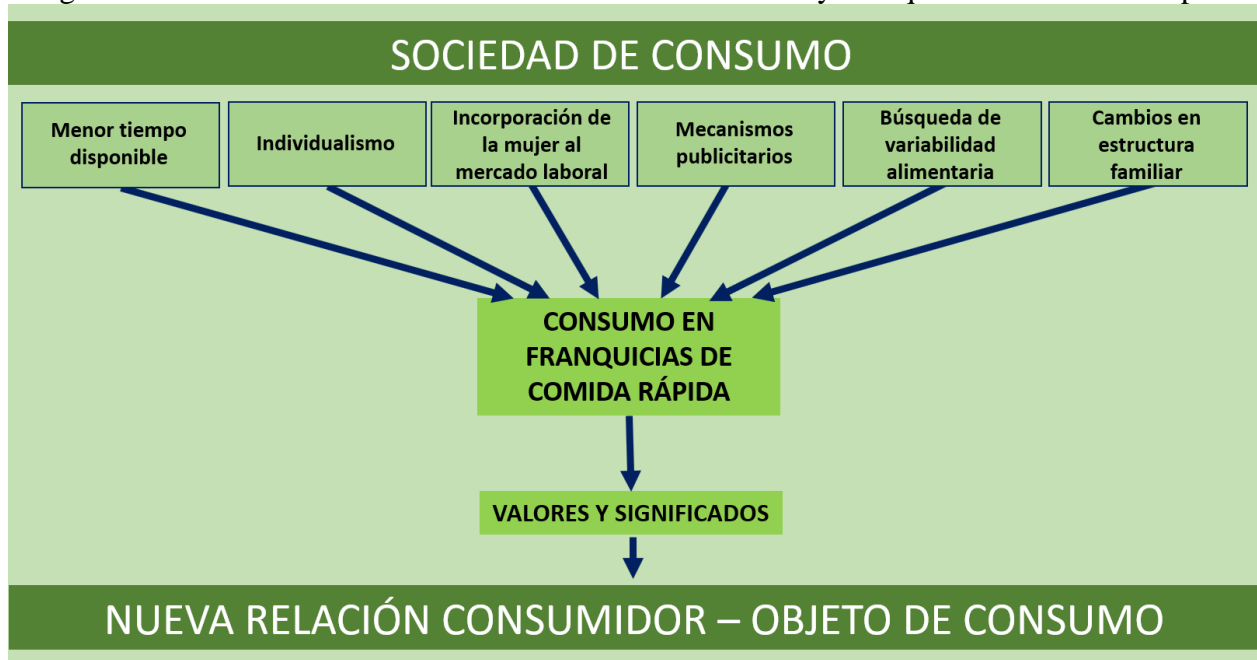 SOCIEDAD DE CONSUMO
Menor tiempo
disponible
Individualismo
Incorporación de
la mujer al
mercado laboral
Mecanismos
publicitarios
Búsqueda de
variabilidad
alimentaria
Cambios en
estructura
familiar
CONSUMO EN
FRANQUICIAS DE
COMIDA RÁPIDA
VALORES Y SIGNIFICADOS
NUEVA RELACIÓN CONSUMIDOR – OBJETO DE CONSUMO